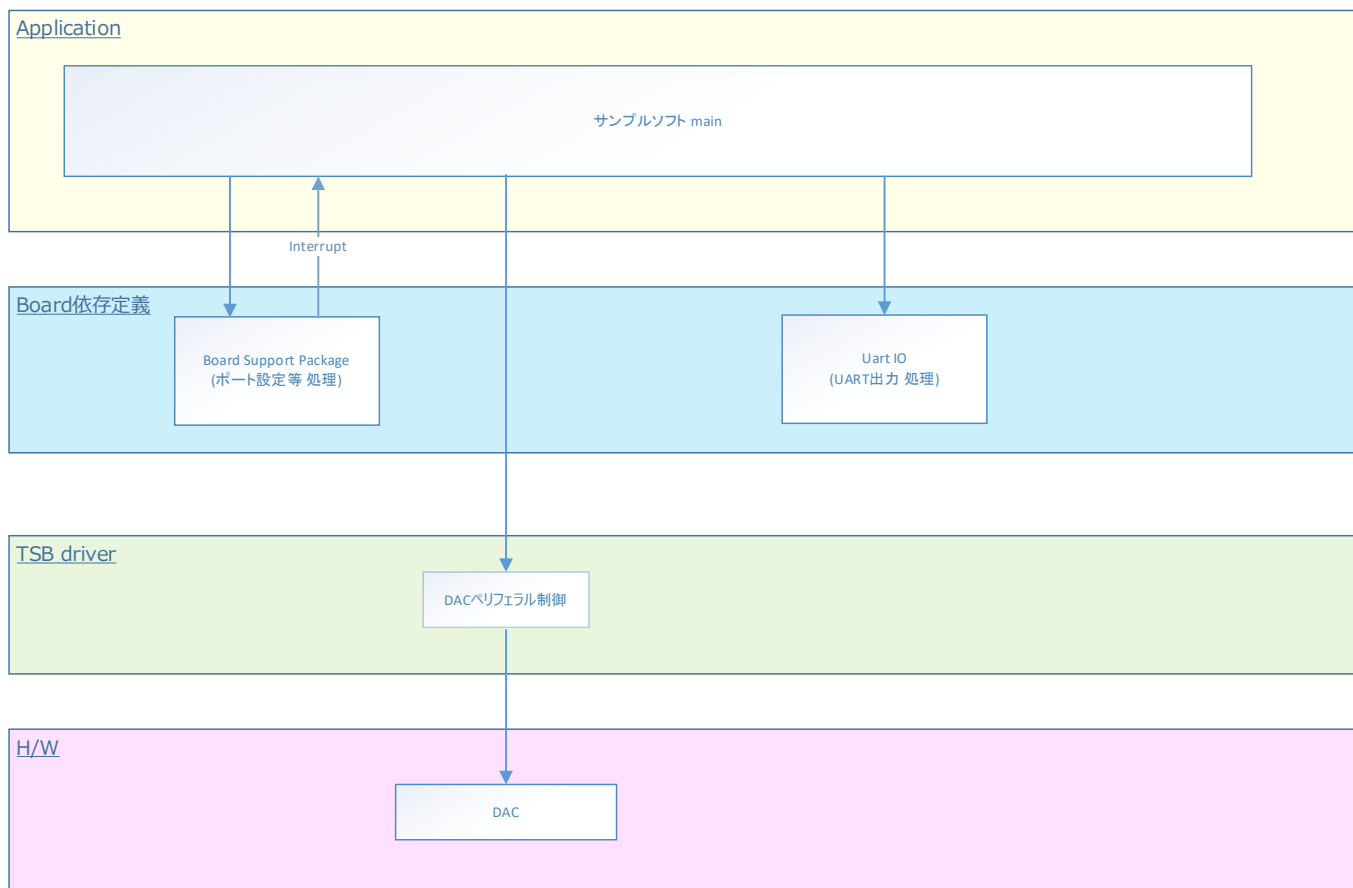 Application
サンプルソフト main
Interrupt
Board依存定義
Board Support Package
(ポート設定等 処理)
Uart IO
(UART出力 処理)
TSB driver
DACペリフェラル制御
H/W
DAC